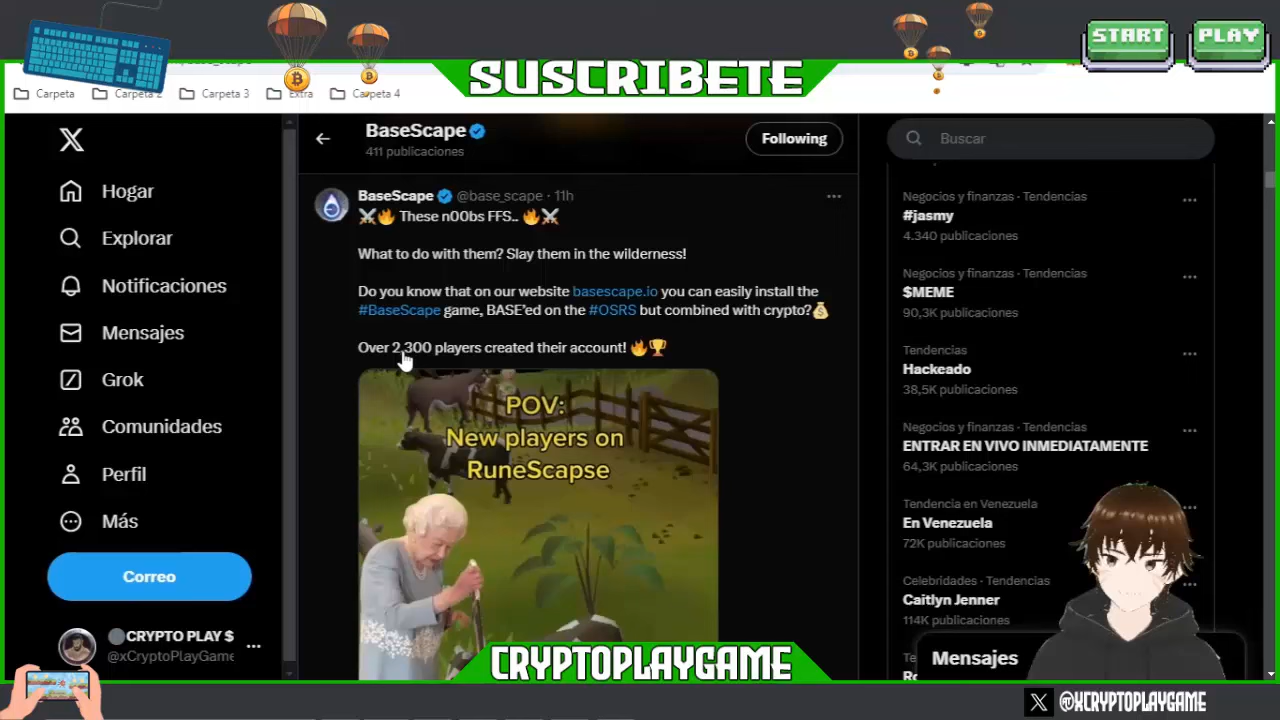 START
PLAY
SUSCRIBETE
Carpeta
Carpeta 2
Carpeta 3
Extra
Carpeta 4
Hogar
Explorar
Notificaciones
Mensajes
Grok
Comunidades
Perfil
Más
Correo
CRYPTO PLAY $
@xCryptoPlayGame
BaseScape
411 publicaciones
Following
BaseScape @base_scape · 11h
⚔️🔥 These n00bs FFS.. 🔥⚔️
What to do with them? Slay them in the wilderness!
Do you know that on our website basescape.io you can easily install the
#BaseScape game, BASE'ed on the #OSRS but combined with crypto?💰
Over 2,300 players created their account! 🔥🏆
POV:
New players on
RuneScapse
Buscar
Negocios y finanzas · Tendencias
#jasmy
4.340 publicaciones
Negocios y finanzas · Tendencias
$MEME
90,3K publicaciones
Tendencias
Hackeado
38,5K publicaciones
Negocios y finanzas · Tendencias
ENTRAR EN VIVO INMEDIATAMENTE
64,3K publicaciones
Tendencia en Venezuela
En Venezuela
72K publicaciones
Celebridades · Tendencias
Caitlyn Jenner
114K publicaciones
Mensajes
CRYPTOPLAYGAME
@XCRYPTOPLAYGAME